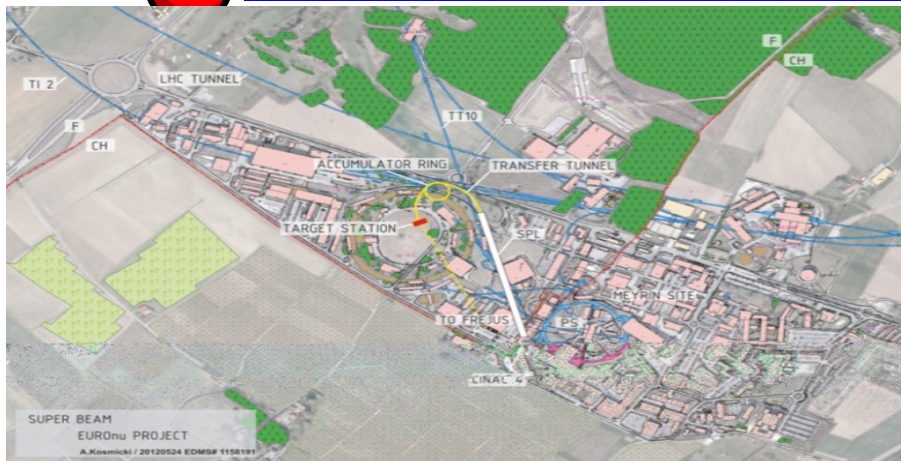 F
CH
TI 2
LHC TUNNEL
TT10
F
CH
ACCUMULATOR RING
TRANSFER TUNNEL
TARGET STATION
SPL
MEYRIN SITE
TO FREJUS
PS
LINAC 4
SUPER BEAM
EUROnu PROJECT
A.Kosmicki / 20120524 EDMS# 1158191